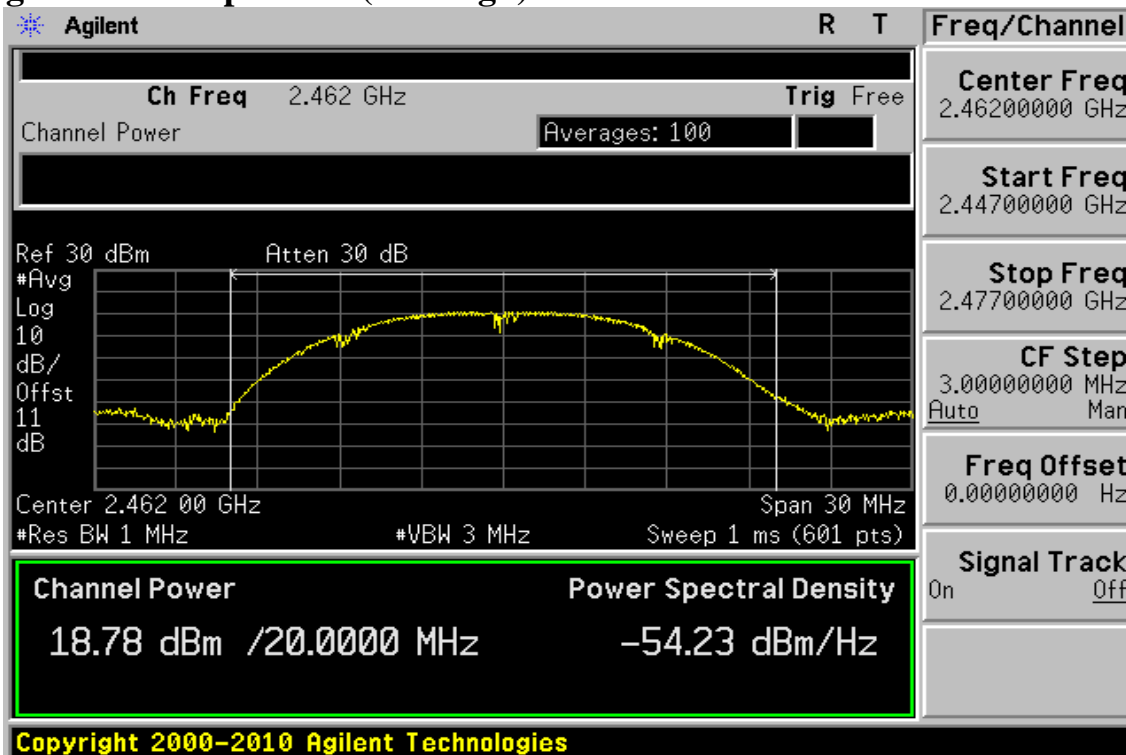 Agilent R T
Freq/Channel
Ch Freq 2.462 GHz Trig Free
Channel Power Averages: 100
Ref 30 dBm Atten 30 dB
#Avg
Log
10
dB/
Offst
11
dB
Center 2.462 00 GHz Span 30 MHz
#Res BW 1 MHz #VBW 3 MHz Sweep 1 ms (601 pts)
Channel Power Power Spectral Density
18.78 dBm /20.0000 MHz -54.23 dBm/Hz
Center Freq
2.46200000 GHz
Start Freq
2.44700000 GHz
Stop Freq
2.47700000 GHz
CF Step
3.00000000 MHz
Auto Man
Freq Offset
0.00000000 Hz
Signal Track
On Off
Copyright 2000-2010 Agilent Technologies